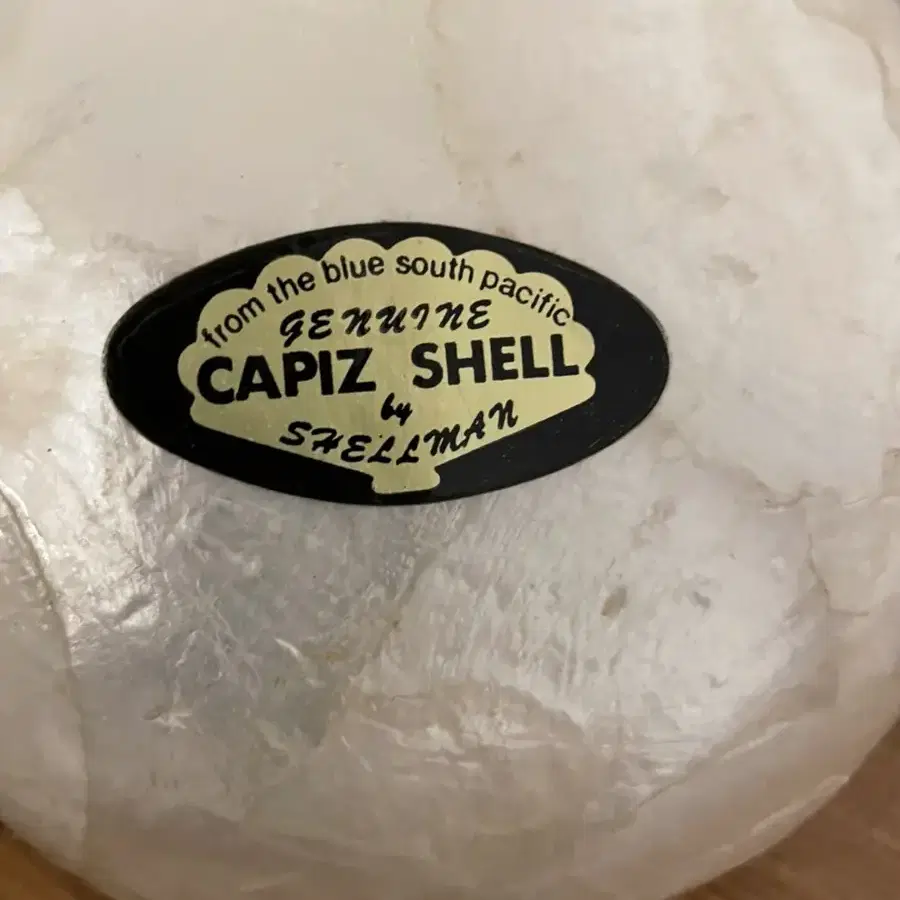 from the blue south pacific
GENUINE
CAPIZ SHELL
by
SHELLMAN